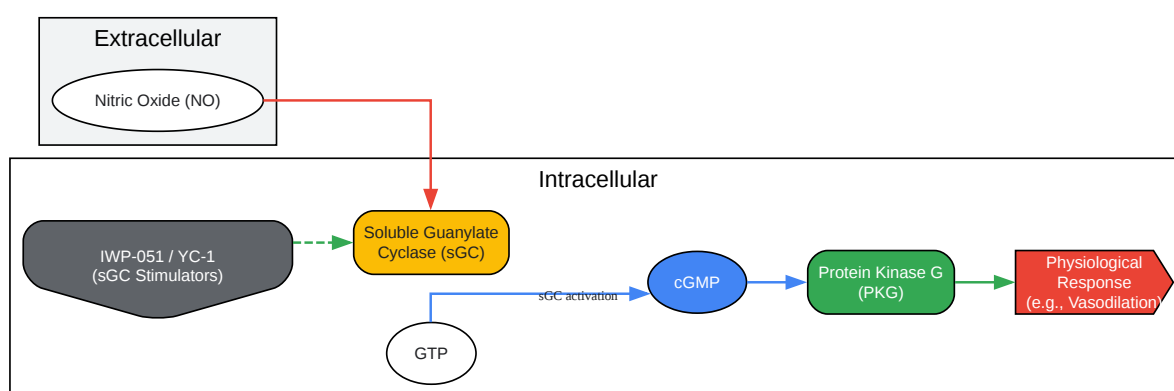 Extracellular
Nitric Oxide (NO)
Intracellular
IWP-051 / YC-1
(sGC Stimulators)
Soluble Guanylate
Cyclase (sGC)
sGC activation
GTP
cGMP
Protein Kinase G
(PKG)
Physiological
Response
(e.g., Vasodilation)